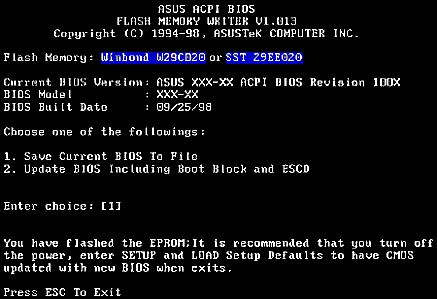 ASUS ACPI BIOS
FLASH MEMORY WRITER V1.013
Copyright (C) 1994-98, ASUSTeK COMPUTER INC.
Flash Memory: Winbond W29C020 or SST 29EE020
Current BIOS Version: ASUS XXX-XX ACPI BIOS Revision 100X
BIOS Model : XXX-XX
BIOS Built Date : 09/25/98
Choose one of the followings:
1. Save Current BIOS To File
2. Update BIOS Including Boot Block and ESCD
Enter choice: [1]
You have flashed the EPROM;It is recommended that you turn off
the power, enter SETUP and LOAD Setup Defaults to have CMOS
updated with new BIOS when exits.
Press ESC To Exit